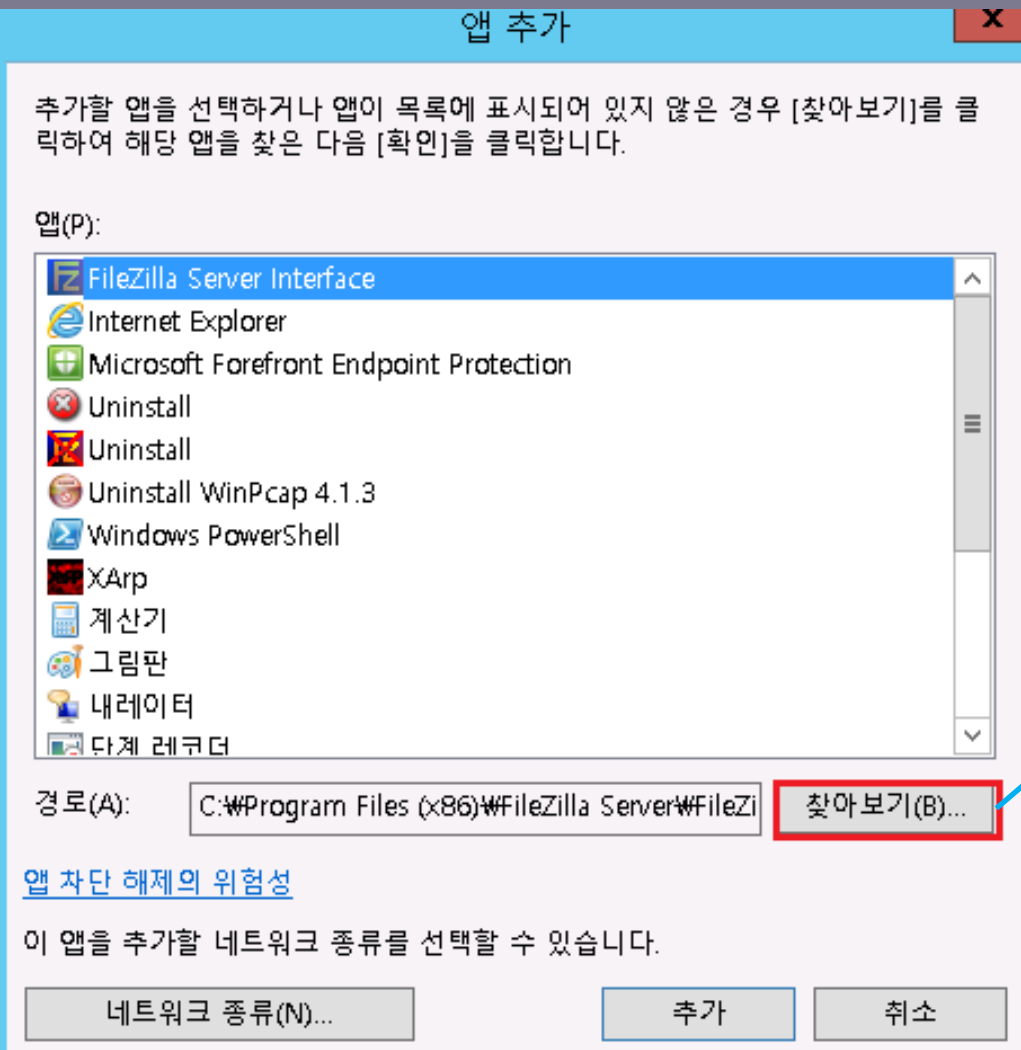 앱 추가
x
추가할 앱을 선택하거나 앱이 목록에 표시되어 있지 않은 경우 [찾아보기]를 클
릭하여 해당 앱을 찾은 다음 [확인]을 클릭합니다.
앱(P):
FileZilla Server Interface
Internet Explorer
Microsoft Forefront Endpoint Protection
Uninstall
Uninstall
Uninstall WinPcap 4.1.3
Windows PowerShell
XArp
계산기
그림판
내레이터
단계 레코더
경로(A):
C:₩Program Files (x86)₩FileZilla Server₩FileZi
찾아보기(B)...
앱 차단 해제의 위험성
이 앱을 추가할 네트워크 종류를 선택할 수 있습니다.
네트워크 종류(N)...
추가
취소